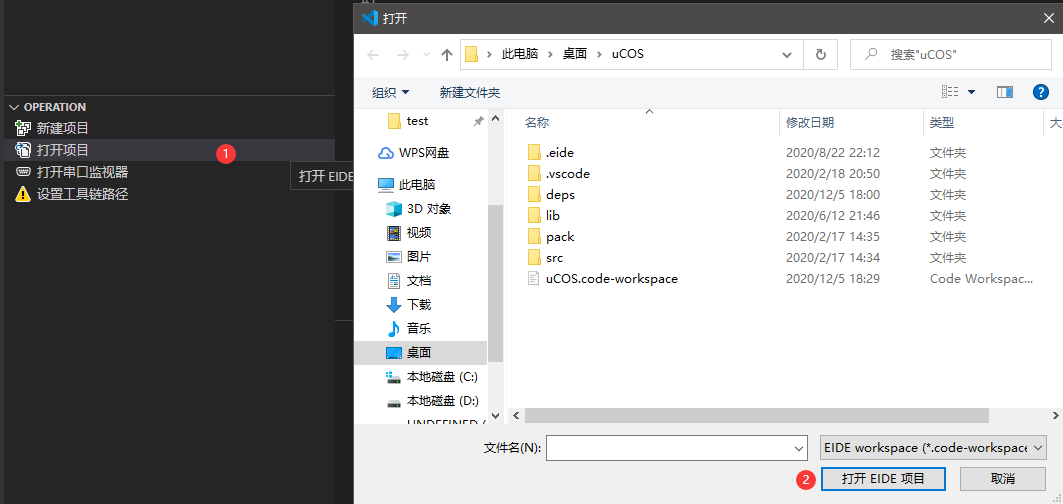 OPERATION
新建项目
打开项目
1
打开串口监视器
打开 EIDE
设置工具链路径
打开
此电脑 › 桌面 › uCOS
搜索"uCOS"
组织
新建文件夹
test
WPS网盘
此电脑
3D 对象
视频
图片
文档
下载
音乐
桌面
本地磁盘 (C:)
本地磁盘 (D:)
名称 修改日期 类型 大
.eide 2020/8/22 22:12 文件夹
.vscode 2020/2/18 20:50 文件夹
deps 2020/12/5 18:00 文件夹
lib 2020/6/12 21:46 文件夹
pack 2020/2/17 14:35 文件夹
src 2020/2/17 14:34 文件夹
uCOS.code-workspace 2020/12/5 18:29 Code Workspac...
文件名(N):
EIDE workspace (*.code-workspace
2
打开 EIDE 项目
取消